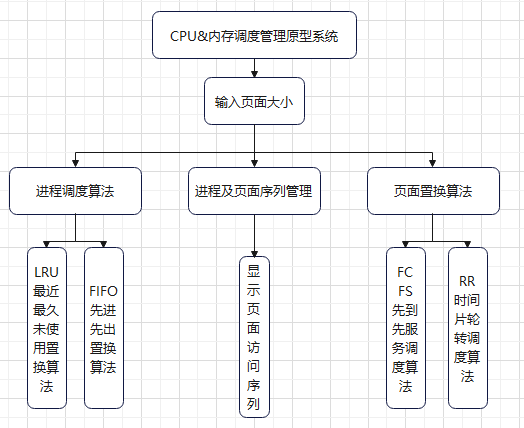 CPU&内存调度管理原型系统
输入页面大小
进程调度算法
进程及页面序列管理
页面置换算法
LRU
最近
最久
未使
用置
换算
法
FIFO
先进
先出
置换
算法
显
示
页
面
访
问
序
列
FC
FS
先到
先服
务调
度算
法
RR
时间
片轮
转调
度算
法